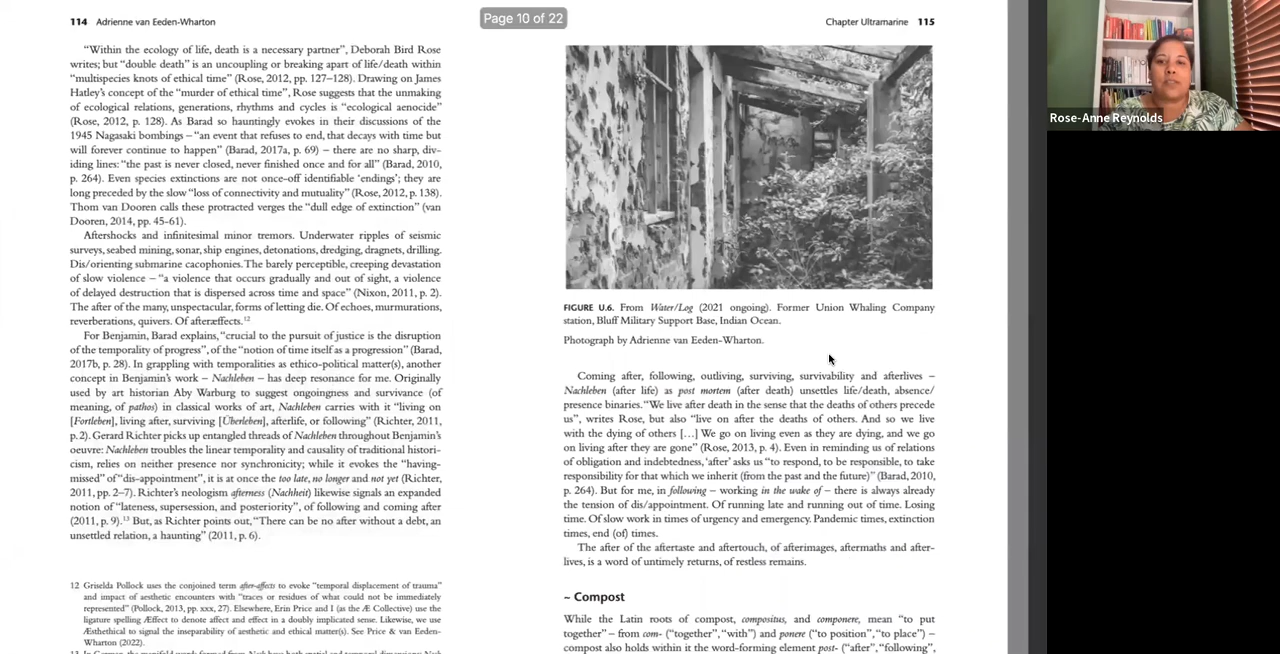 114 Adrienne van Eeden-Wharton
“Within the ecology of life, death is a necessary partner”, Deborah Bird Rose
writes; but “double death” is an uncoupling or breaking apart of life/death within
“multispecies knots of ethical time” (Rose, 2012, pp. 127–128). Drawing on James
Hatley’s concept of the “murder of ethical time”, Rose suggests that the unmaking
of ecological relations, generations, rhythms and cycles is “ecological aenocide”
(Rose, 2012, p. 128). As Barad so hauntingly evokes in their discussions of the
1945 Nagasaki bombings – “an event that refuses to end, that decays with time but
will forever continue to happen” (Barad, 2017a, p. 69) – there are no sharp, div-
iding lines: “the past is never closed, never finished once and for all” (Barad, 2010,
p. 264). Even species extinctions are not once-off identifiable ‘endings’; they are
long preceded by the slow “loss of connectivity and mutuality” (Rose, 2012, p. 138).
Thom van Dooren calls these protracted verges the “dull edge of extinction” (van
Dooren, 2014, pp. 45-61).
Aftershocks and infinitesimal minor tremors. Underwater ripples of seismic
surveys, seabed mining, sonar, ship engines, detonations, dredging, dragnets, drilling.
Dis/orienting submarine cacophonies. The barely perceptible, creeping devastation
of slow violence – “a violence that occurs gradually and out of sight, a violence
of delayed destruction that is dispersed across time and space” (Nixon, 2011, p. 2).
The after of the many, unspectacular, forms of letting die. Of echoes, murmurations,
reverberations, quivers. Of afteræffects.12
For Benjamin, Barad explains, “crucial to the pursuit of justice is the disruption
of the temporality of progress”, of the “notion of time itself as a progression” (Barad,
2017b, p. 28). In grappling with temporalities as ethico-political matter(s), another
concept in Benjamin’s work – Nachleben – has deep resonance for me. Originally
used by art historian Aby Warburg to suggest ongoingness and survivance (of
meaning, of pathos) in classical works of art, Nachleben carries with it “living on
[Fortleben], living after, surviving [Überleben], afterlife, or following” (Richter, 2011,
p. 2). Gerard Richter picks up entangled threads of Nachleben throughout Benjamin’s
oeuvre: Nachleben troubles the linear temporality and causality of traditional histori-
cism, relies on neither presence nor synchronicity; while it evokes the “having-
missed” of “dis-appointment”, it is at once the too late, no longer and not yet (Richter,
2011, pp. 2–7). Richter’s neologism afterness (Nachheit) likewise signals an expanded
notion of “lateness, supersession, and posteriority”, of following and coming after
(2011, p. 9).13 But, as Richter points out, “There can be no after without a debt, an
unsettled relation, a haunting” (2011, p. 6).
12 Griselda Pollock uses the conjoined term after-affects to evoke “temporal displacement of trauma”
and impact of aesthetic encounters with “traces or residues of what could not be immediately
represented” (Pollock, 2013, pp. xxx, 27). Elsewhere, Erin Price and I (as the Æ Collective) use the
ligature spelling Æffect to denote affect and effect in a doubly implicated sense. Likewise, we use
Æsthethical to signal the inseparability of aesthetic and ethical matter(s). See Price & van Eeden-
Wharton (2022).
Page 10 of 22
Chapter Ultramarine 115
FIGURE U.6. From Water/Log (2021 ongoing). Former Union Whaling Company
station, Bluff Military Support Base, Indian Ocean.
Photograph by Adrienne van Eeden-Wharton.
Coming after, following, outliving, surviving, survivability and afterlives –
Nachleben (after life) as post mortem (after death) unsettles life/death, absence/
presence binaries. “We live after death in the sense that the deaths of others precede
us”, writes Rose, but also “live on after the deaths of others. And so we live
with the dying of others […] We go on living even as they are dying, and we go
on living after they are gone” (Rose, 2013, p. 4). Even in reminding us of relations
of obligation and indebtedness, ‘after’ asks us “to respond, to be responsible, to take
responsibility for that which we inherit (from the past and the future)” (Barad, 2010,
p. 264). But for me, in following – working in the wake of – there is always already
the tension of dis/appointment. Of running late and running out of time. Losing
time. Of slow work in times of urgency and emergency. Pandemic times, extinction
times, end (of) times.
The after of the aftertaste and aftertouch, of afterimages, aftermaths and after-
lives, is a word of untimely returns, of restless remains.
~ Compost
While the Latin roots of compost, compositus, and componere, mean “to put
together” – from com- (“together”, “with”) and ponere (“to position”, “to place”) –
compost also holds within it the word-forming element post- (“after”, “following”,
Rose-Anne Reynolds